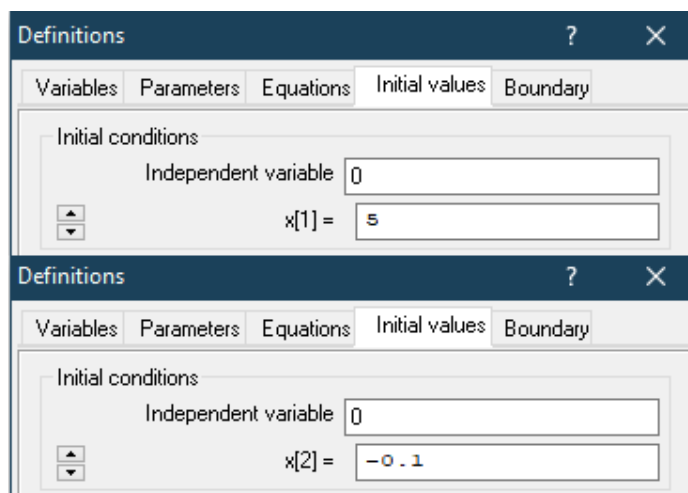 Definitions ? ×
Variables Parameters Equations Initial values Boundary
Initial conditions
Independent variable 0
x[1] = 5
Definitions ? ×
Variables Parameters Equations Initial values Boundary
Initial conditions
Independent variable 0
x[2] = -0.1